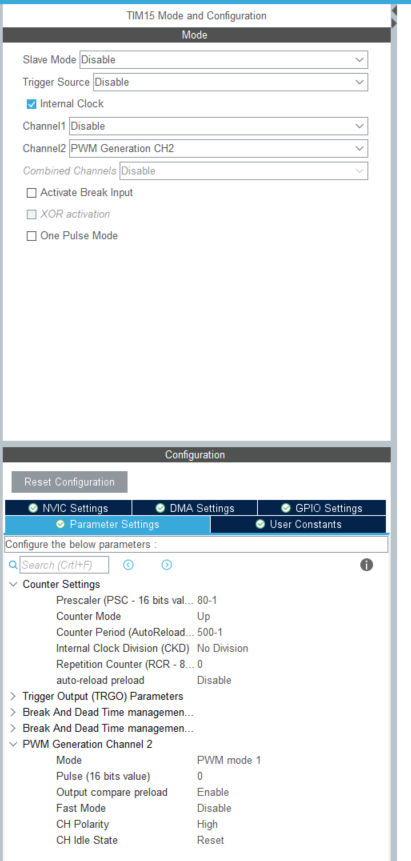 TIM15 Mode and Configuration
Mode
Slave Mode Disable
Trigger Source Disable
Internal Clock
Channel1 Disable
Channel2 PWM Generation CH2
Combined Channels Disable
Activate Break Input
XOR activation
One Pulse Mode
Configuration
Reset Configuration
NVIC Settings DMA Settings GPIO Settings
Parameter Settings User Constants
Configure the below parameters :
Search (Crtl+F)
Counter Settings
Prescaler (PSC - 16 bits val... 80-1
Counter Mode Up
Counter Period (AutoReload... 500-1
Internal Clock Division (CKD) No Division
Repetition Counter (RCR - 8... 0
auto-reload preload Disable
Trigger Output (TRGO) Parameters
Break And Dead Time managemen...
Break And Dead Time managemen...
PWM Generation Channel 2
Mode PWM mode 1
Pulse (16 bits value) 0
Output compare preload Enable
Fast Mode Disable
CH Polarity High
CH Idle State Reset